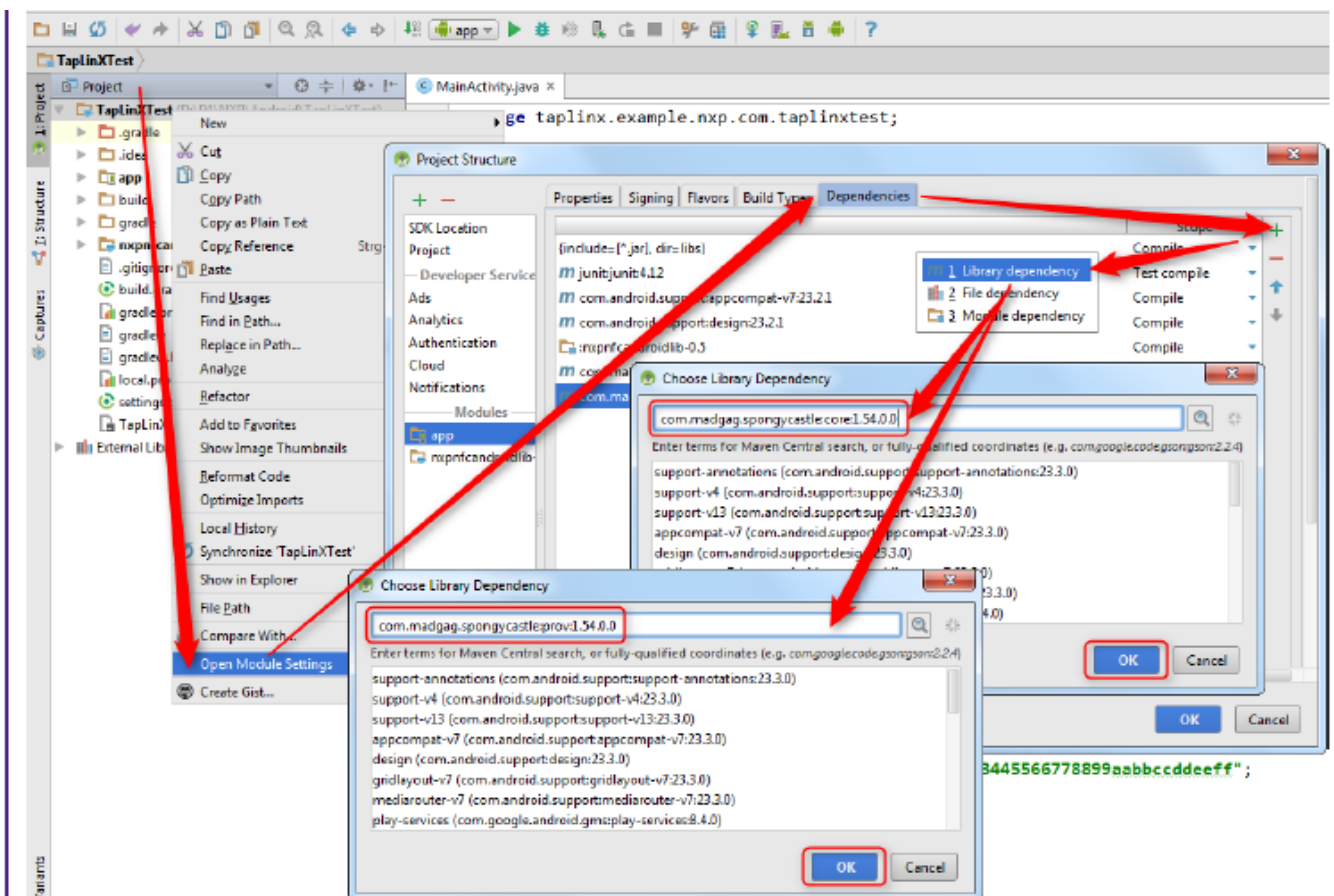 app
TapLinXTest
Project
MainActivity.java ×
1: Project
TapLinXTest
ge taplinx.example.nxp.com.taplinxtest;
.gradle
.idea
app
build
gradle
New
Cut
Copy
Copy Path
Copy as Plain Text
Copy Reference
Strg
Paste
Find Usages
Find in Path...
Replace in Path...
Analyze
Refactor
Add to Favorites
Show Image Thumbnails
Reformat Code
Optimize Imports
Local History
Synchronize 'TapLinXTest'
Show in Explorer
File Path
Compare With...
Open Module Settings
Create Gist...
Captures
External Lib
Project Structure
SDK Location
Project
Developer Service
Ads
Analytics
Authentication
Cloud
Notifications
Modules
app
Properties
Signing
Flavors
Dependencies
Scope
{include=[*.jar], dir=libs}
Compile
junit:junit:4.12
Test compile
com.android.support:appcompat-v7:23.2.1
Compile
com.android.support:design:23.2.1
Compile
:nxpnfcandroidlib-0.5
Compile
1 Library dependency
2 File dependency
3 Module dependency
Choose Library Dependency
com.madgag.spongycastle:core:1.54.0.0
Enter terms for Maven Central search, or fully-qualified coordinates (e.g. com.google.code.gson:gson:2.2.4)
support-annotations (com.android.support:support-annotations:23.3.0)
support-v4 (com.android.support:support-v4:23.3.0)
support-v13 (com.android.support:support-v13:23.3.0)
appcompat-v7 (com.android.support:appcompat-v7:23.3.0)
design (com.android.support:design:23.3.0)
OK
Cancel
OK
Cancel
Choose Library Dependency
com.madgag.spongycastle:prov:1.54.0.0
Enter terms for Maven Central search, or fully-qualified coordinates (e.g. com.google.code.gson:gson:2.2.4)
support-annotations (com.android.support:support-annotations:23.3.0)
support-v4 (com.android.support:support-v4:23.3.0)
support-v13 (com.android.support:support-v13:23.3.0)
appcompat-v7 (com.android.support:appcompat-v7:23.3.0)
design (com.android.support:design:23.3.0)
gridlayout-v7 (com.android.support:gridlayout-v7:23.3.0)
mediarouter-v7 (com.android.support:mediarouter-v7:23.3.0)
play-services (com.google.android.gms:play-services:8.4.0)
OK
Cancel
3445566778899aabbccddeeff";